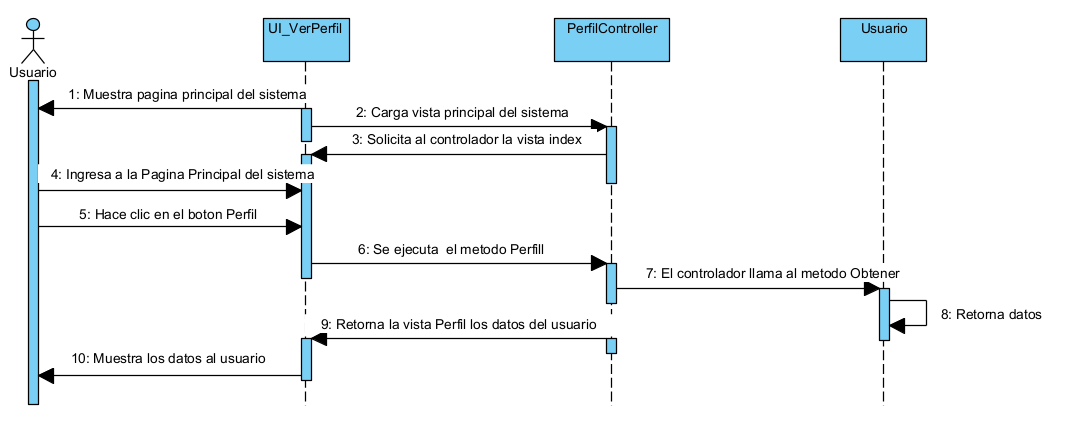 UI_VerPerfil
PerfilController
Usuario
Usuario
1: Muestra pagina principal del sistema
2: Carga vista principal del sistema
3: Solicita al controlador la vista index
4: Ingresa a la Pagina Principal del sistema
5: Hace clic en el boton Perfil
6: Se ejecuta  el metodo Perfill
7: El controlador llama al metodo Obtener
8: Retorna datos
9: Retorna la vista Perfil los datos del usuario
10: Muestra los datos al usuario